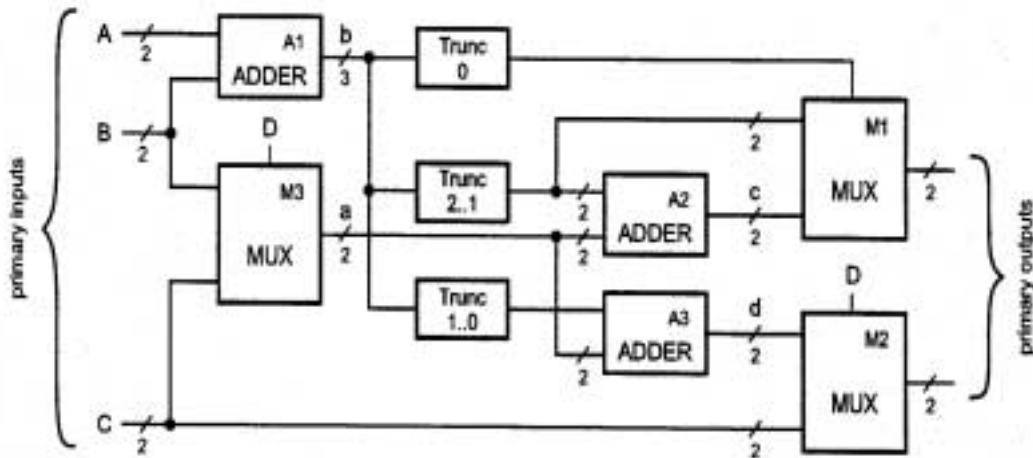 primary inputs
A
2
A1
ADDER
b
3
Trunc
0
B
2
D
M3
MUX
a
2
Trunc
2..1
2
2
A2
ADDER
c
2
2
M1
MUX
2
Trunc
1..0
2
A3
ADDER
d
2
D
M2
MUX
2
C
2
2
primary outputs